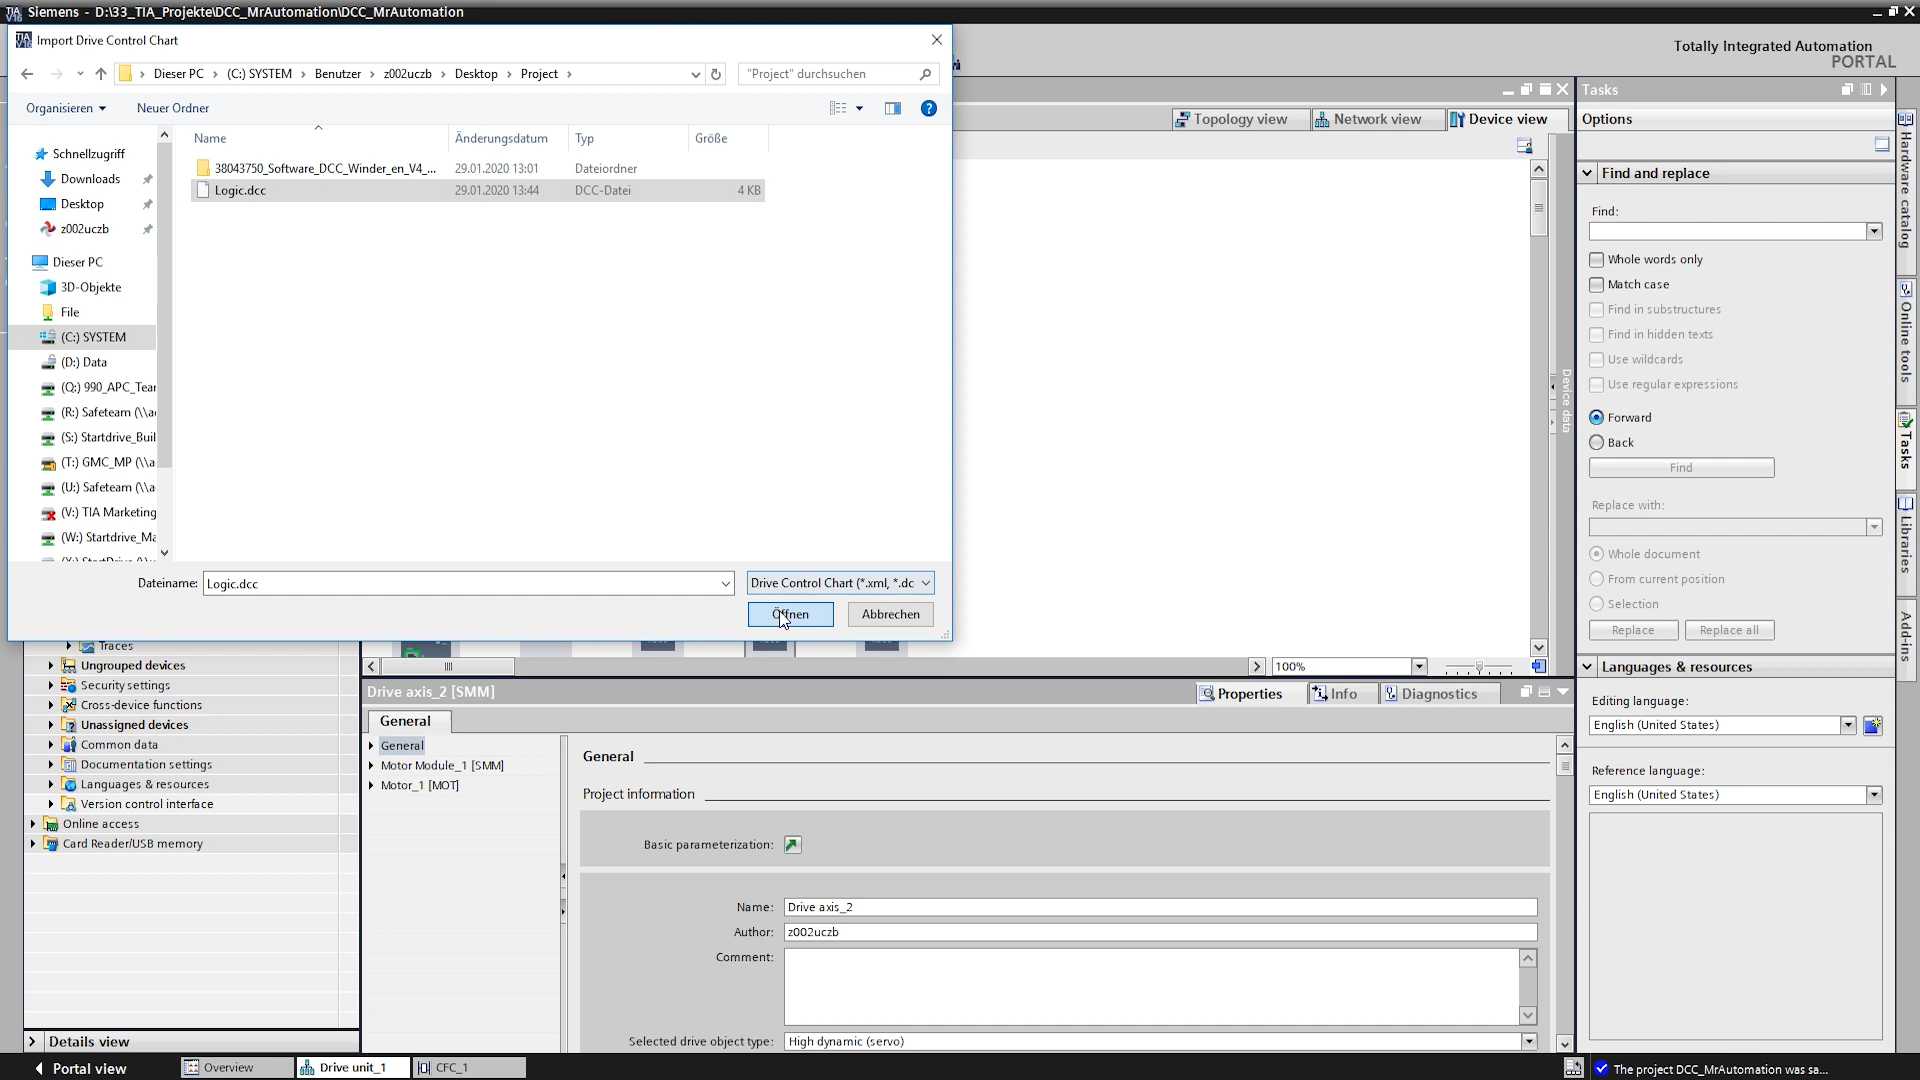 Siemens - D:\33_TIA_Projekte\DCC_MrAutomation\DCC_MrAutomation
Totally Integrated Automation
PORTAL
Import Drive Control Chart
Dieser PC
(C:) SYSTEM
Benutzer
z002uczb
Desktop
Project
"Project" durchsuchen
Organisieren
Neuer Ordner
Name
Änderungsdatum
Typ
Größe
38043750_Software_DCC_Winder_en_V4_...
29.01.2020 13:01
Dateiordner
Logic.dcc
29.01.2020 13:44
DCC-Datei
4 KB
Schnellzugriff
Downloads
Desktop
z002uczb
Dieser PC
3D-Objekte
File
(C:) SYSTEM
(D:) Data
(Q:) 990_APC_Tear
(R:) Safeteam (\\a
(S:) Startdrive_Buil
(T:) GMC_MP (\\a
(U:) Safeteam (\\a
(V:) TIA Marketing
(W:) Startdrive_Ma
Dateiname:
Logic.dcc
Drive Control Chart (*.xml, *.dc
Öffnen
Abbrechen
Topology view
Network view
Device view
Device data
100%
Traces
Ungrouped devices
Security settings
Cross-device functions
Unassigned devices
Common data
Documentation settings
Languages & resources
Version control interface
Online access
Card Reader/USB memory
Details view
Drive axis_2 [SMM]
Properties
Info
Diagnostics
General
General
Motor Module_1 [SMM]
Motor_1 [MOT]
General
Project information
Basic parameterization:
Name:
Drive axis_2
Author:
z002uczb
Comment:
Selected drive object type:
High dynamic (servo)
Tasks
Options
Find and replace
Find:
Whole words only
Match case
Find in substructures
Find in hidden texts
Use wildcards
Use regular expressions
Forward
Back
Find
Replace with:
Whole document
From current position
Selection
Replace
Replace all
Languages & resources
Editing language:
English (United States)
Reference language:
English (United States)
Hardware catalog
Online tools
Tasks
Libraries
Add-ins
Portal view
Overview
Drive unit_1
CFC_1
The project DCC_MrAutomation was sa...